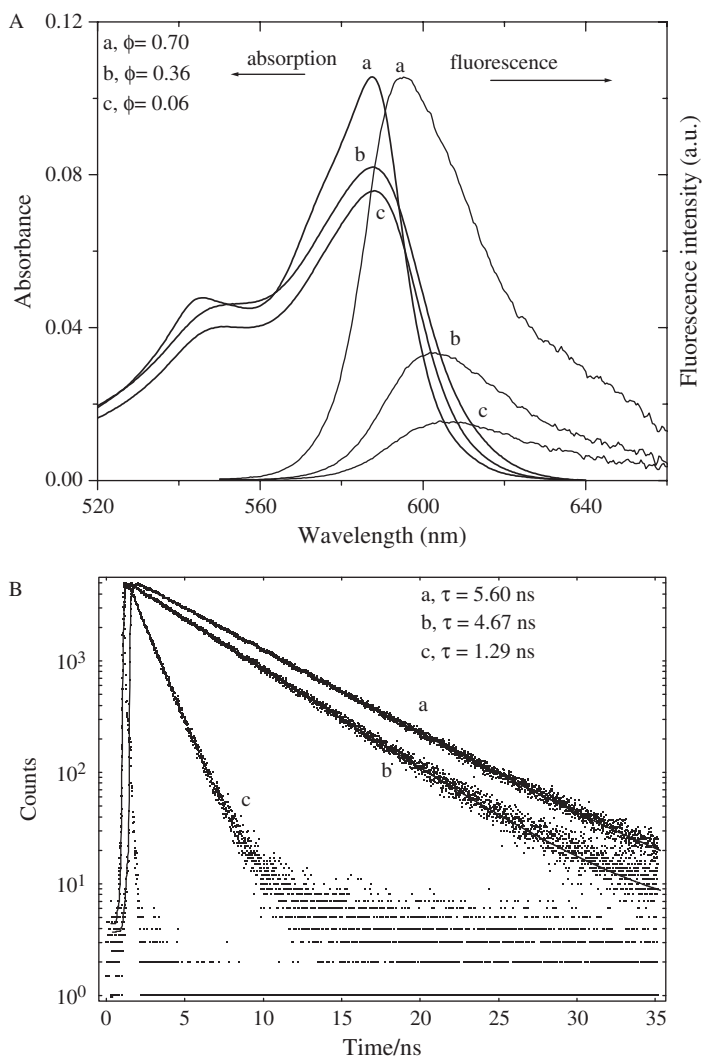 A
a, ϕ= 0.70
b, ϕ= 0.36
c, ϕ= 0.06
absorption
fluorescence
a
a
b
c
b
c
0.12
0.08
0.04
0.00
Absorbance
Fluorescence intensity (a.u.)
520
560
600
640
Wavelength (nm)
B
a, τ = 5.60 ns
b, τ = 4.67 ns
c, τ = 1.29 ns
a
b
c
10³
10²
10¹
10⁰
Counts
0
5
10
15
20
25
30
35
Time/ns